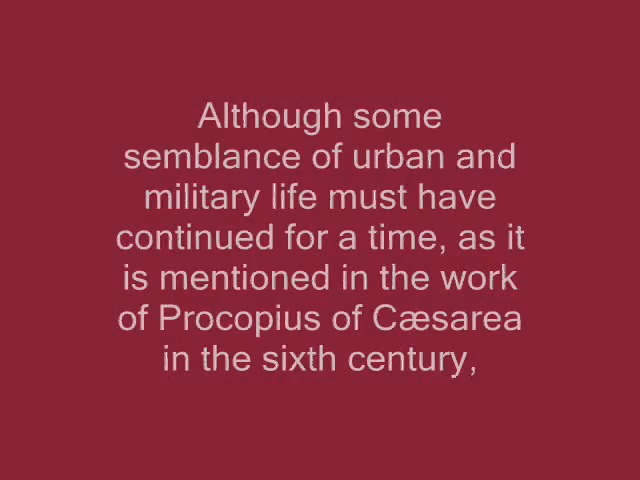 Although some
semblance of urban and
military life must have
continued for a time, as it
is mentioned in the work
of Procopius of Cæsarea
in the sixth century,